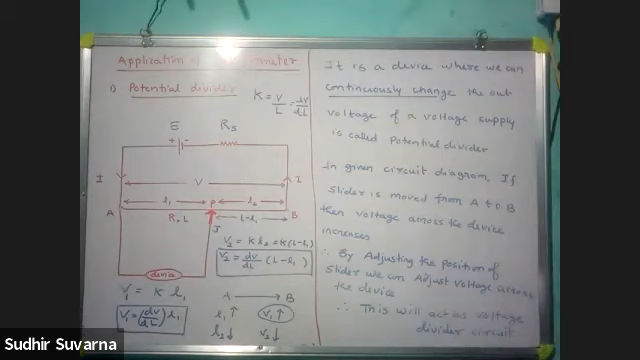 Application of Potentiometer
1) Potential divider
K = V/L = dV/dL
E
Rs
+
-
I
V
I
l₁
P
l₂
A
R, L
L-l₁
B
J
V₂ = K l₂ = K(L-l₁)
V₂ = dV/dL (L-l₁)
device
V₁ = K l₁
V₁ = (dV/dL) l₁
A → B
l₁ ↑ V₁ ↑
l₂ ↓ V₂ ↓
It is a device where we can
continuously change the out
voltage of a voltage supply
is called Potential divider
In given circuit diagram, If
slider is moved from A to B
then voltage across the device
increases
∴ By Adjusting the position of
slider we can Adjust voltage across
the device
∴ This will act as voltage
divider circuit
Sudhir Suvarna